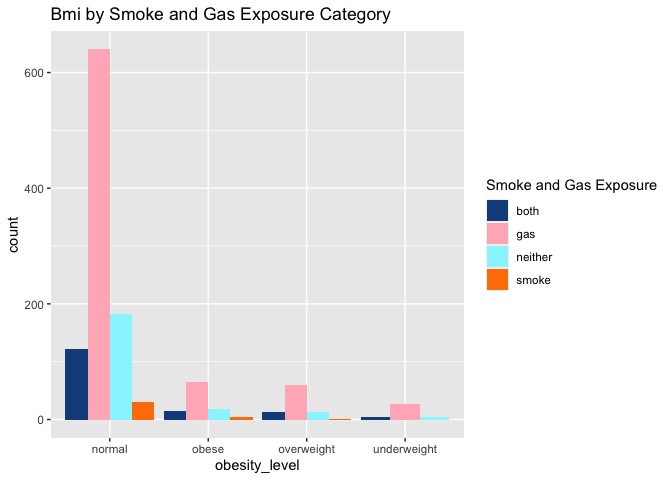 Bmi by Smoke and Gas Exposure Category
600
400
200
0
count
normal obese overweight underweight
obesity_level
Smoke and Gas Exposure
both
gas
neither
smoke